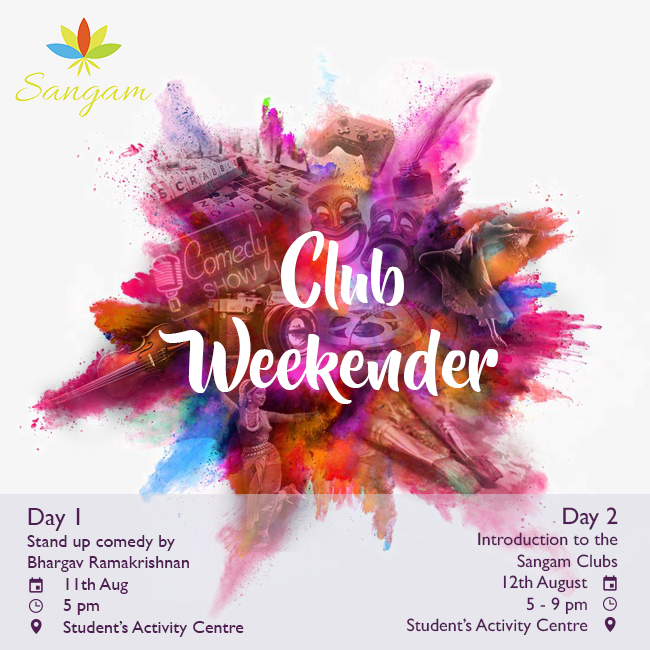 Sangam
SCRABB
Comedy
SHOW
Club
Weekender
Day 1
Stand up comedy by
Bhargav Ramakrishnan
11th Aug
5 pm
Student's Activity Centre
Day 2
Introduction to the
Sangam Clubs
12th August
5 - 9 pm
Student's Activity Centre